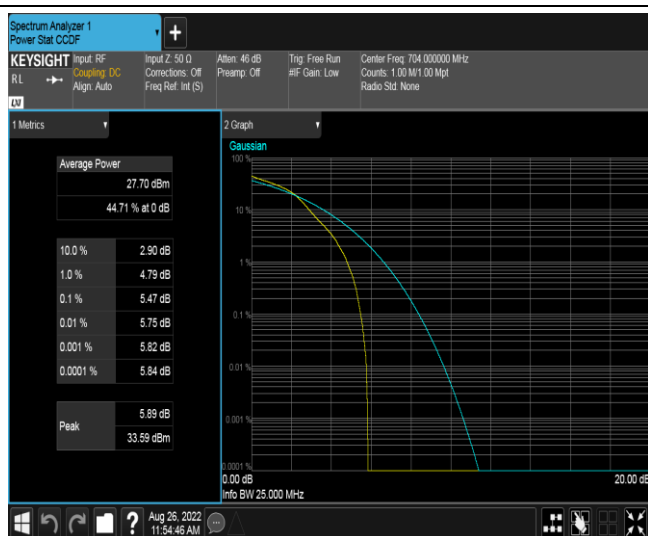 Spectrum Analyzer 1
Power Stat CCDF
+
KEYSIGHT
RL
LXI
Input: RF
Coupling: DC
Align: Auto
Input Z: 50 Ω
Corrections: Off
Freq Ref: Int (S)
Atten: 46 dB
Preamp: Off
Trig: Free Run
#IF Gain: Low
Center Freq: 704.000000 MHz
Counts: 1.00 M/1.00 Mpt
Radio Std: None
1 Metrics
Average Power
27.70 dBm
44.71 % at 0 dB
10.0 % 2.90 dB
1.0 % 4.79 dB
0.1 % 5.47 dB
0.01 % 5.75 dB
0.001 % 5.82 dB
0.0001 % 5.84 dB
Peak 5.89 dB
33.59 dBm
2 Graph
Gaussian
100 %
10 %
1 %
0.1 %
0.01 %
0.001 %
0.0001 %
0.00 dB 20.00 dB
Info BW 25.000 MHz
? Aug 26, 2022
11:54:46 AM